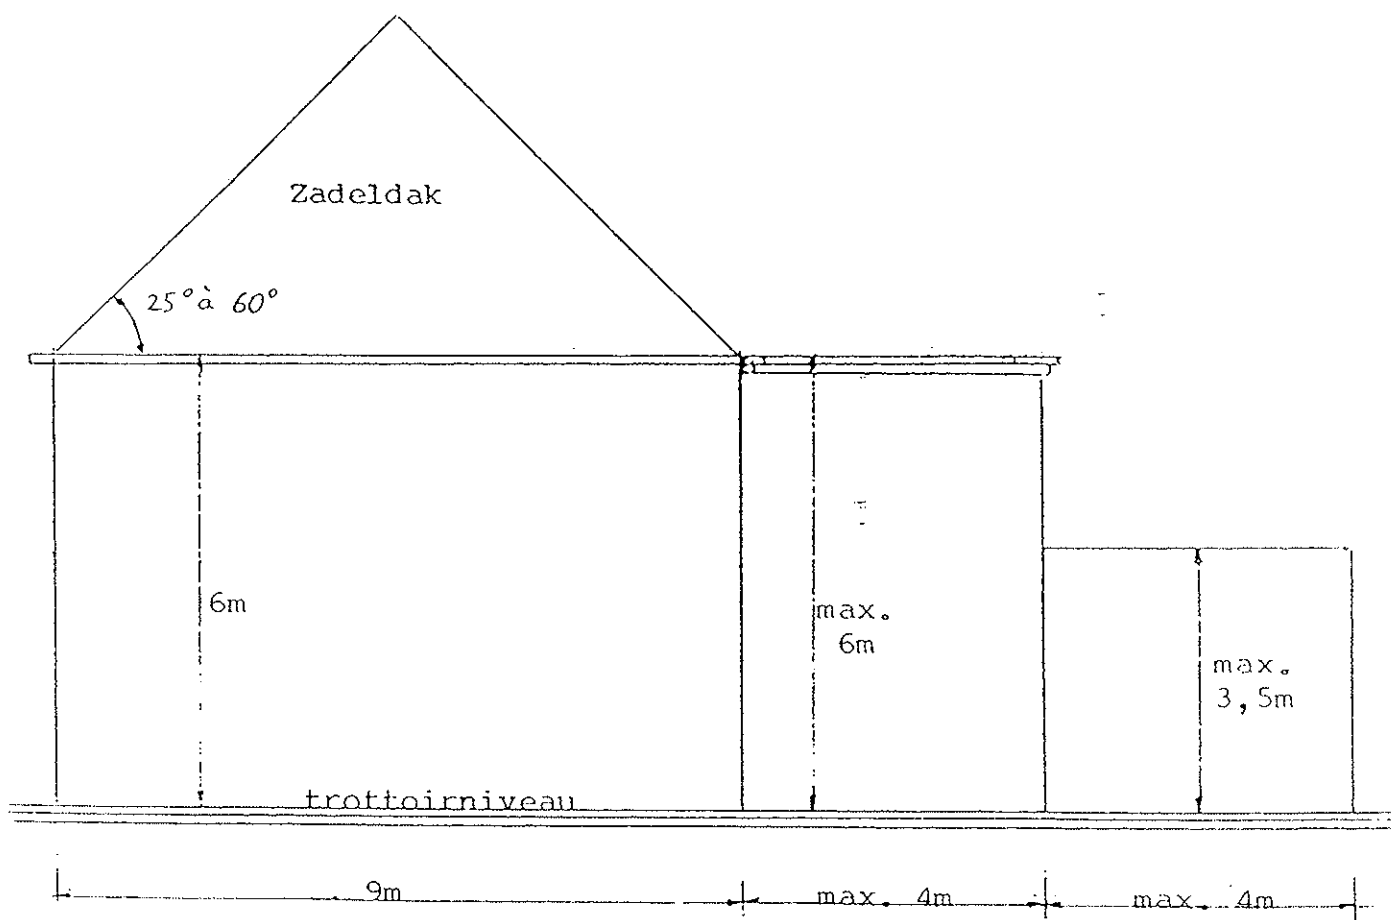 Zadeldak
25° à 60°
6m
max.
6m
max.
3,5m
trottoirniveau
9m
max. 4m
max. 4m